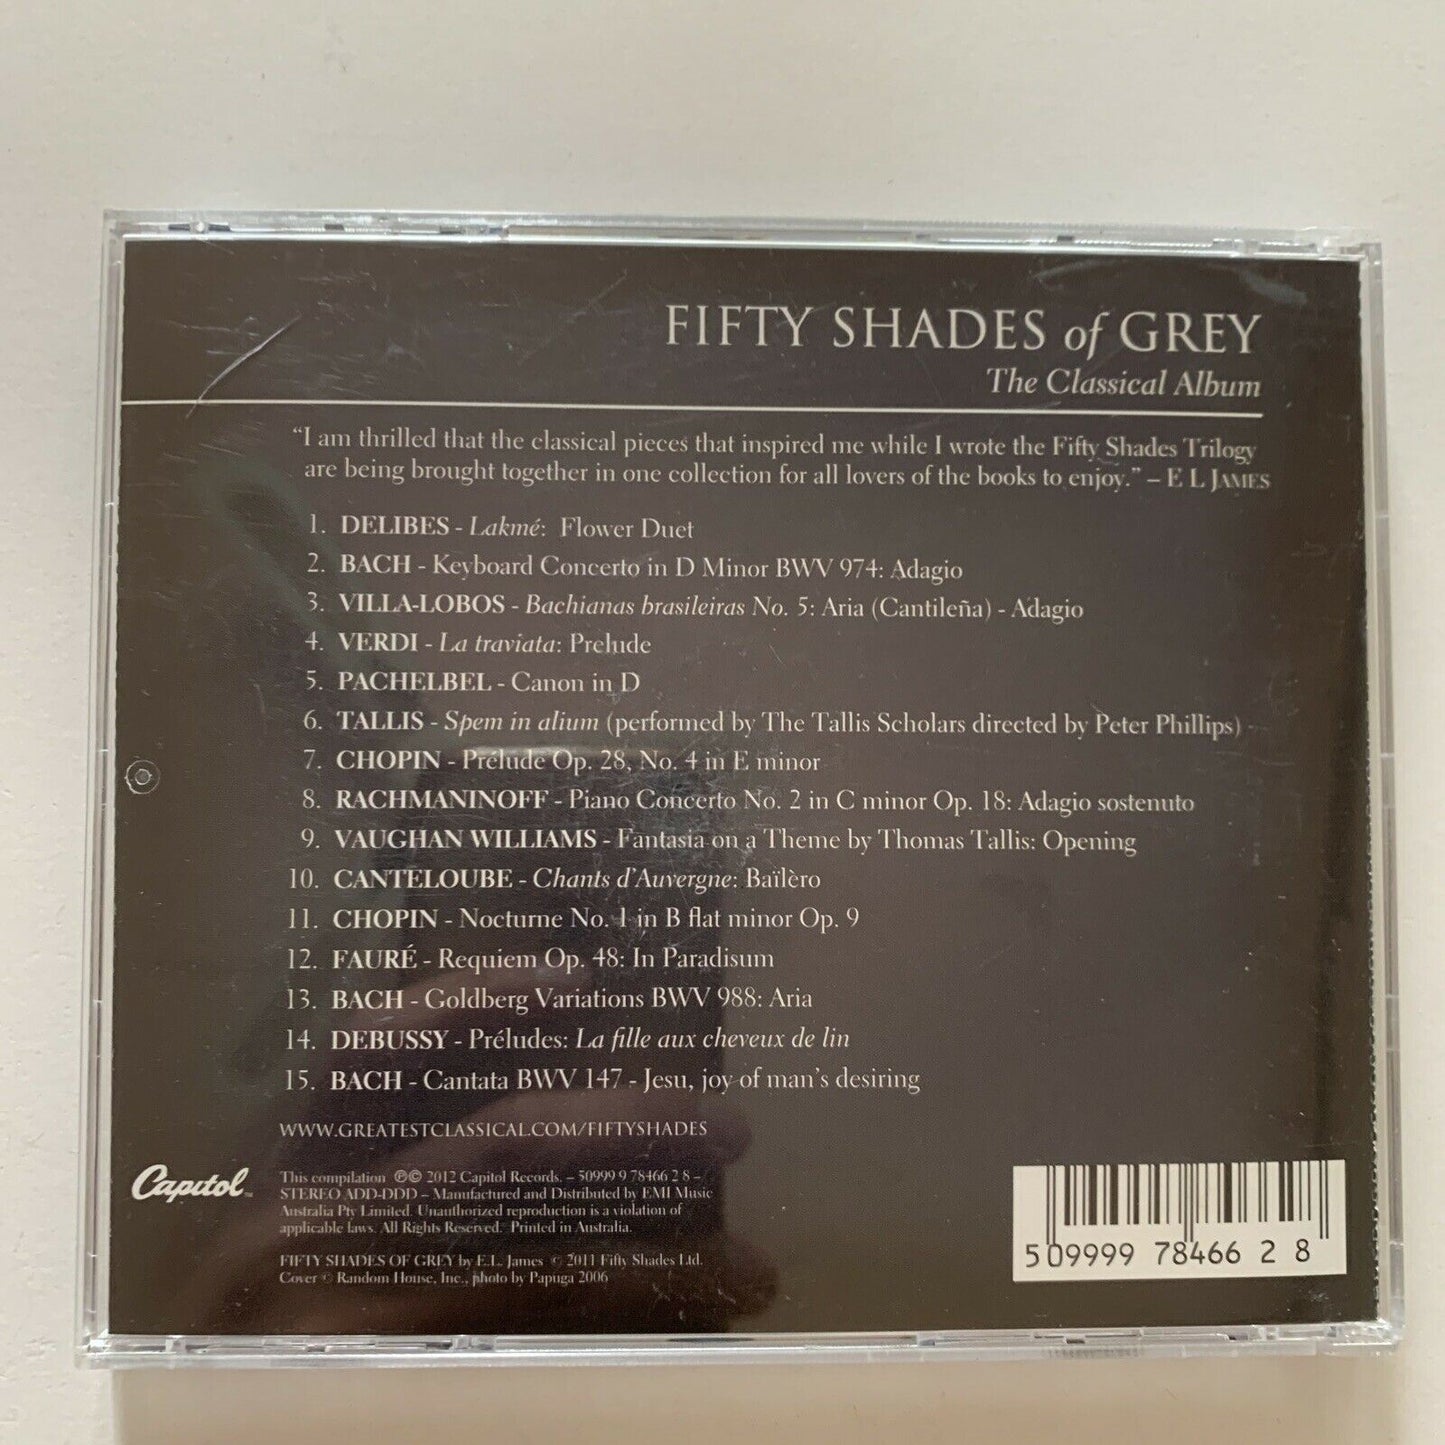 FIFTY SHADES of GREY
The Classical Album
“I am thrilled that the classical pieces that inspired me while I wrote the Fifty Shades Trilogy
are being brought together in one collection for all lovers of the books to enjoy.” – E L JAMES
1. DELIBES - Lakmé: Flower Duet
2. BACH - Keyboard Concerto in D Minor BWV 974: Adagio
3. VILLA-LOBOS - Bachianas brasileiras No. 5: Aria (Cantileña) - Adagio
4. VERDI - La traviata: Prelude
5. PACHELBEL - Canon in D
6. TALLIS - Spem in alium (performed by The Tallis Scholars directed by Peter Phillips)
7. CHOPIN - Prélude Op. 28, No. 4 in E minor
8. RACHMANINOFF - Piano Concerto No. 2 in C minor Op. 18: Adagio sostenuto
9. VAUGHAN WILLIAMS - Fantasia on a Theme by Thomas Tallis: Opening
10. CANTELOUBE - Chants d’Auvergne: Baïlèro
11. CHOPIN - Nocturne No. 1 in B flat minor Op. 9
12. FAURÉ - Requiem Op. 48: In Paradisum
13. BACH - Goldberg Variations BWV 988: Aria
14. DEBUSSY - Préludes: La fille aux cheveux de lin
15. BACH - Cantata BWV 147 - Jesu, joy of man’s desiring
WWW.GREATESTCLASSICAL.COM/FIFTYSHADES
Capitol™
This compilation ℗© 2012 Capitol Records. – 50999 9 78466 2 8 –
STEREO ADD-DDD – Manufactured and Distributed by EMI Music
Australia Pty Limited. Unauthorized reproduction is a violation of
applicable laws. All Rights Reserved. Printed in Australia.
FIFTY SHADES OF GREY by E.L. James © 2011 Fifty Shades Ltd.
Cover © Random House, Inc., photo by Papuga 2006
5 09999 78466 2 8